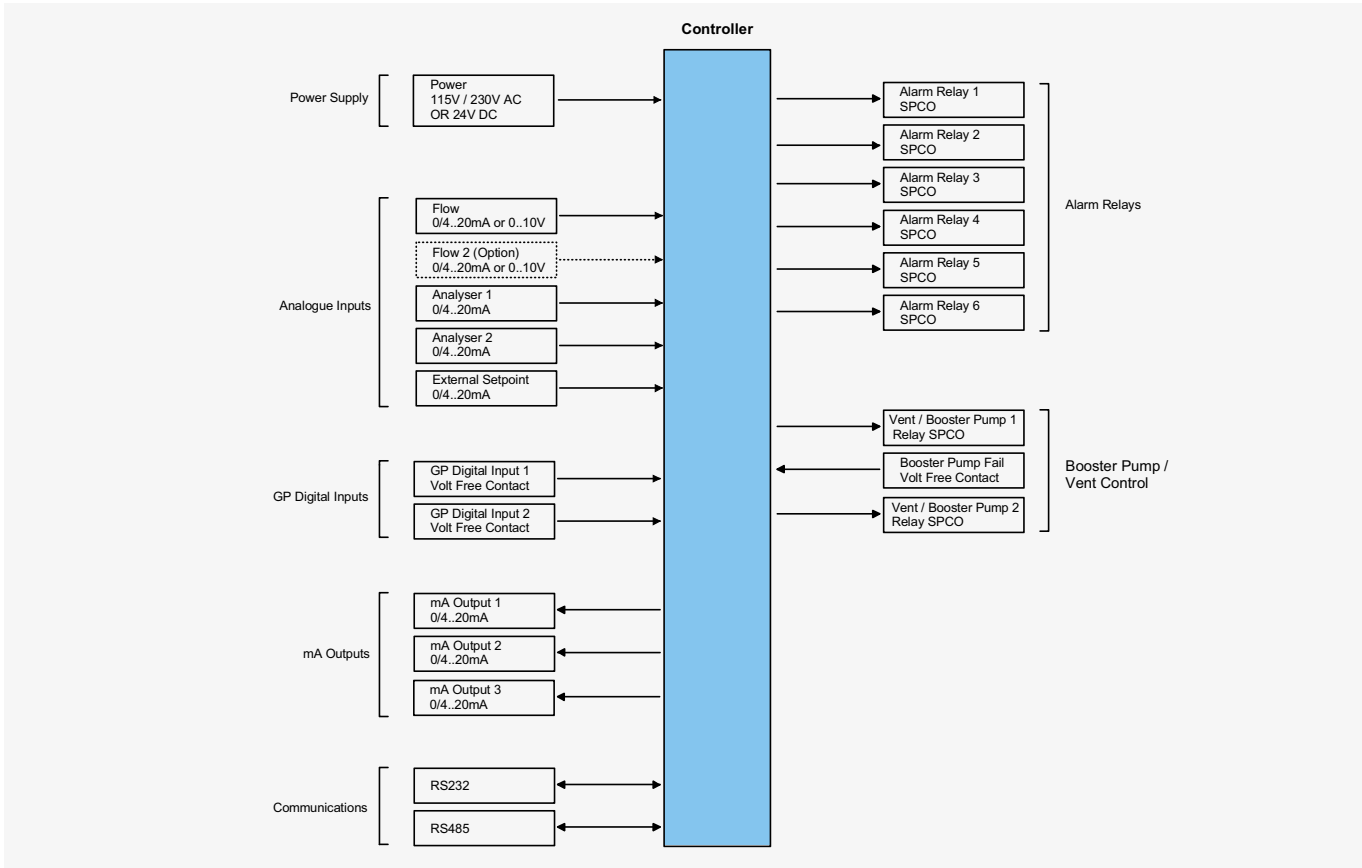 Controller
Power Supply
Power
115V / 230V AC
OR 24V DC
Analogue Inputs
Flow
0/4..20mA or 0..10V
Flow 2 (Option)
0/4..20mA or 0..10V
Analyser 1
0/4..20mA
Analyser 2
0/4..20mA
External Setpoint
0/4..20mA
GP Digital Inputs
GP Digital Input 1
Volt Free Contact
GP Digital Input 2
Volt Free Contact
mA Outputs
mA Output 1
0/4..20mA
mA Output 2
0/4..20mA
mA Output 3
0/4..20mA
Communications
RS232
RS485
Alarm Relay 1
SPCO
Alarm Relay 2
SPCO
Alarm Relay 3
SPCO
Alarm Relay 4
SPCO
Alarm Relay 5
SPCO
Alarm Relay 6
SPCO
Alarm Relays
Vent / Booster Pump 1
Relay SPCO
Booster Pump Fail
Volt Free Contact
Vent / Booster Pump 2
Relay SPCO
Booster Pump /
Vent Control